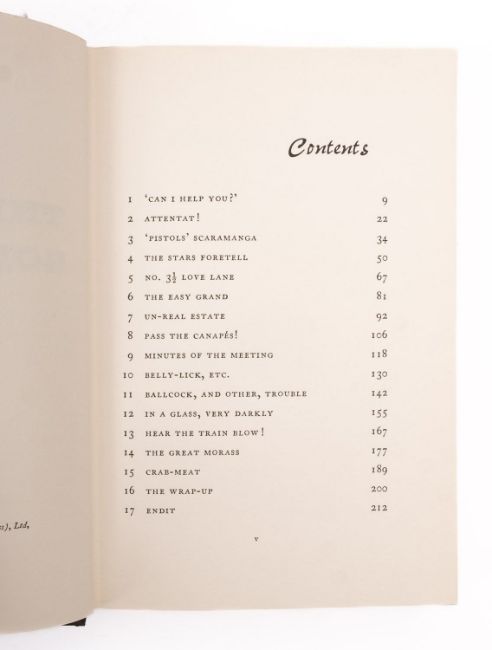 Contents
1 'CAN I HELP YOU?' 9
2 ATTENTAT! 22
3 'PISTOLS' SCARAMANGA 34
4 THE STARS FORETELL 50
5 NO. 3½ LOVE LANE 67
6 THE EASY GRAND 81
7 UN-REAL ESTATE 92
8 PASS THE CANAPÉS! 106
9 MINUTES OF THE MEETING 118
10 BELLY-LICK, ETC. 130
11 BALLCOCK, AND OTHER, TROUBLE 142
12 IN A GLASS, VERY DARKLY 155
13 HEAR THE TRAIN BLOW! 167
14 THE GREAT MORASS 177
15 CRAB-MEAT 189
16 THE WRAP-UP 200
17 ENDIT 212
v
Ltd,